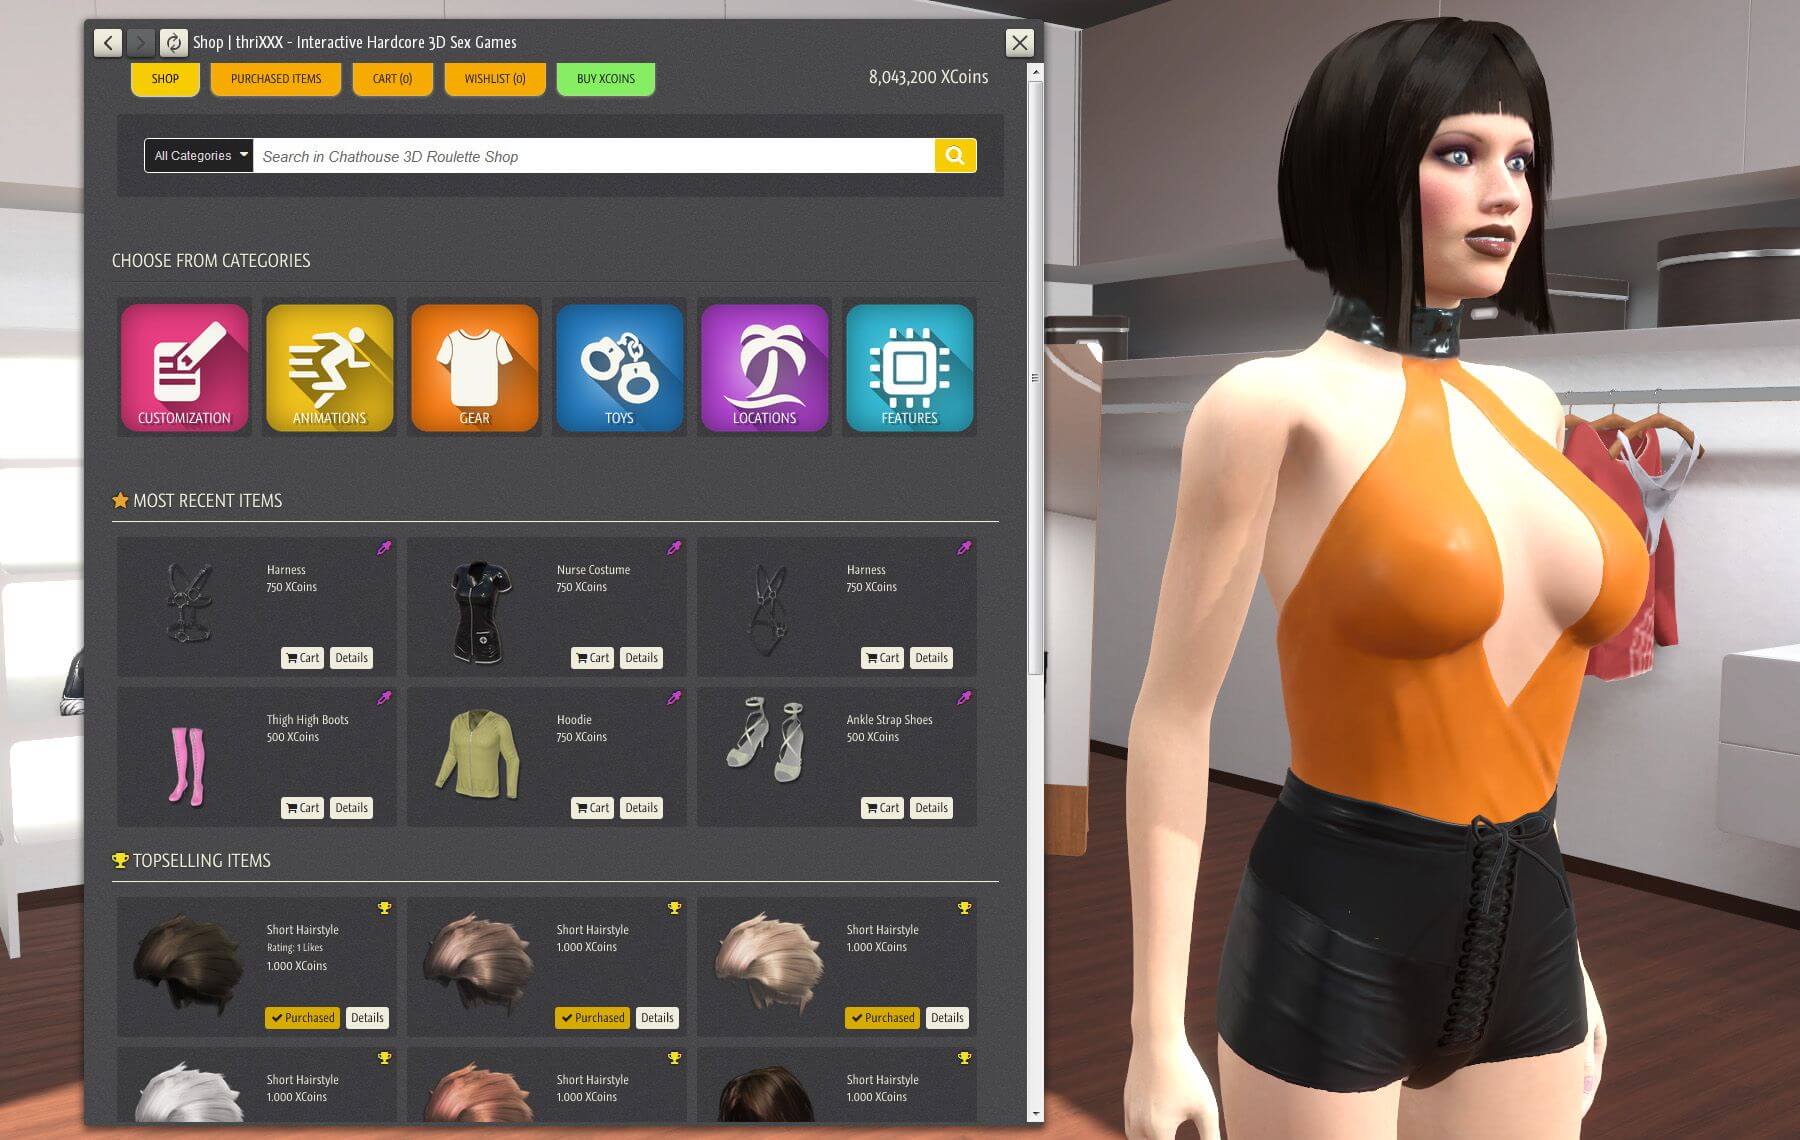 Shop | thriXXX - Interactive Hardcore 3D Sex Games
SHOP
PURCHASED ITEMS
CART (0)
WISHLIST (0)
BUY XCOINS
8,043,200 XCoins
All Categories
Search in Chathouse 3D Roulette Shop
CHOOSE FROM CATEGORIES
CUSTOMIZATION
ANIMATIONS
GEAR
TOYS
LOCATIONS
FEATURES
MOST RECENT ITEMS
Harness
750 XCoins
Cart
Details
Nurse Costume
750 XCoins
Cart
Details
Harness
750 XCoins
Cart
Details
Thigh High Boots
500 XCoins
Cart
Details
Hoodie
750 XCoins
Cart
Details
Ankle Strap Shoes
500 XCoins
Cart
Details
TOPSELLING ITEMS
Short Hairstyle
Rating: 1 Likes
1.000 XCoins
Purchased
Details
Short Hairstyle
1.000 XCoins
Purchased
Details
Short Hairstyle
1.000 XCoins
Purchased
Details
Short Hairstyle
1.000 XCoins
Short Hairstyle
1.000 XCoins
Short Hairstyle
1.000 XCoins